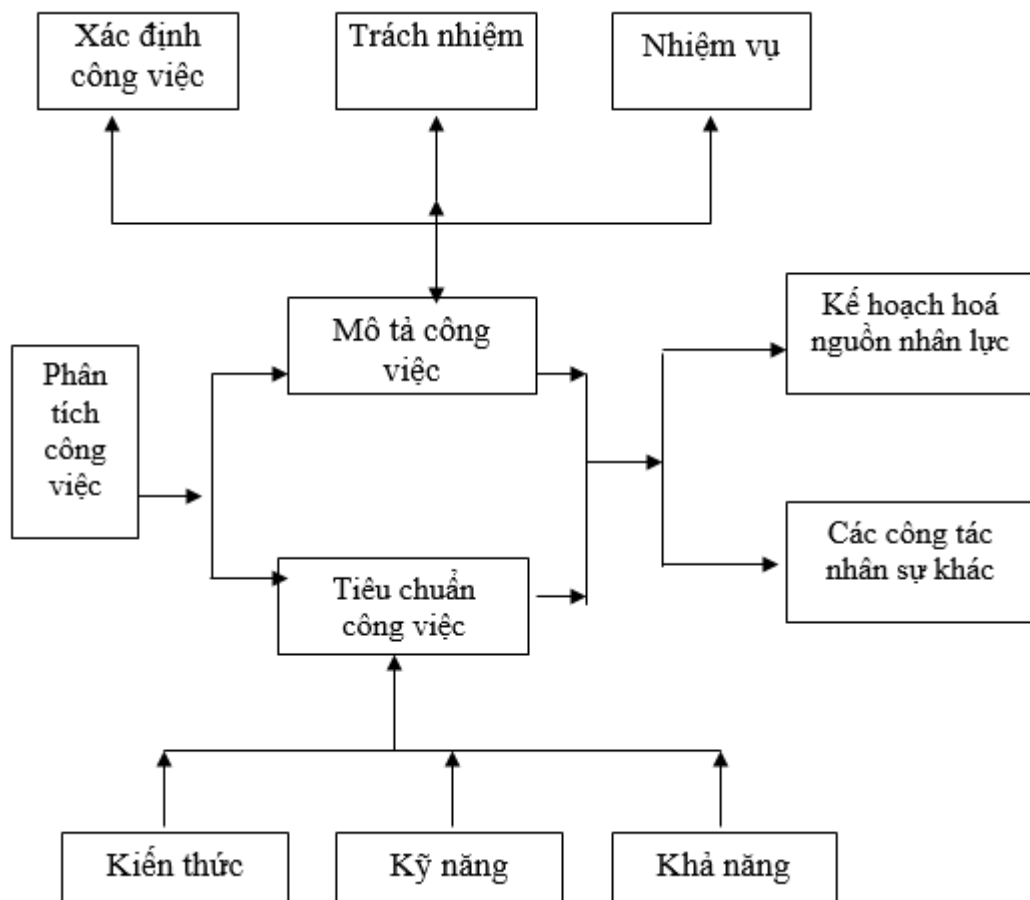 Xác định
công việc
Trách nhiệm
Nhiệm vụ
Mô tả công
việc
Kế hoạch hoá
nguồn nhân lực
Phân
tích
công
việc
Tiêu chuẩn
công việc
Các công tác
nhân sự khác
Kiến thức
Kỹ năng
Khả năng